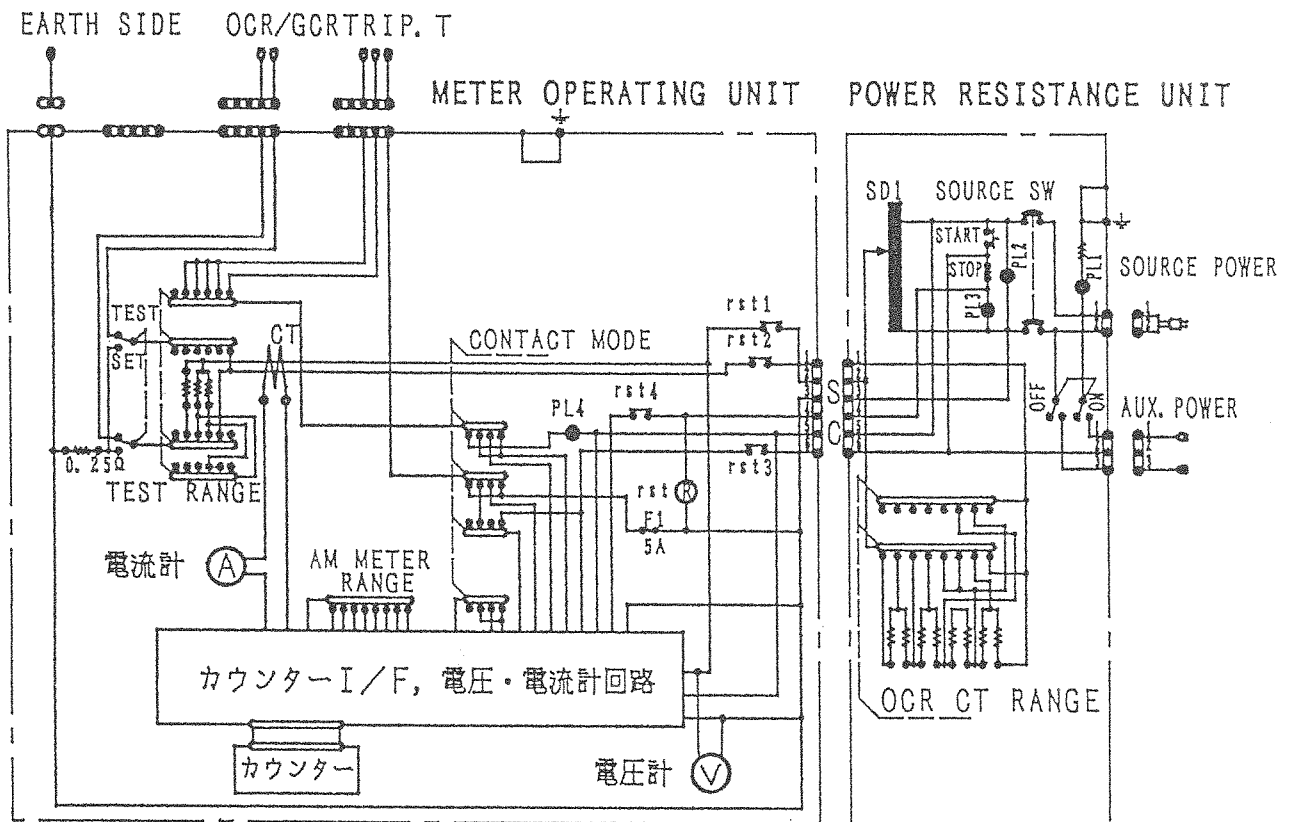 EARTH SIDE OCR/GCRTRIP. T
METER OPERATING UNIT POWER RESISTANCE UNIT
SD1 SOURCE SW
START
PL2
STOP
PL3
PL1
SOURCE POWER
TEST
SET
CT
CONTACT MODE
rst1
rst2
rst4
PL4
S
C
OFF
ON
AUX. POWER
0. 25Ω
TEST RANGE
rst3
rst R
F1
5A
電流計 A
AM METER
RANGE
カウンターI/F, 電圧・電流計回路
OCR CT RANGE
カウンター
電圧計 V